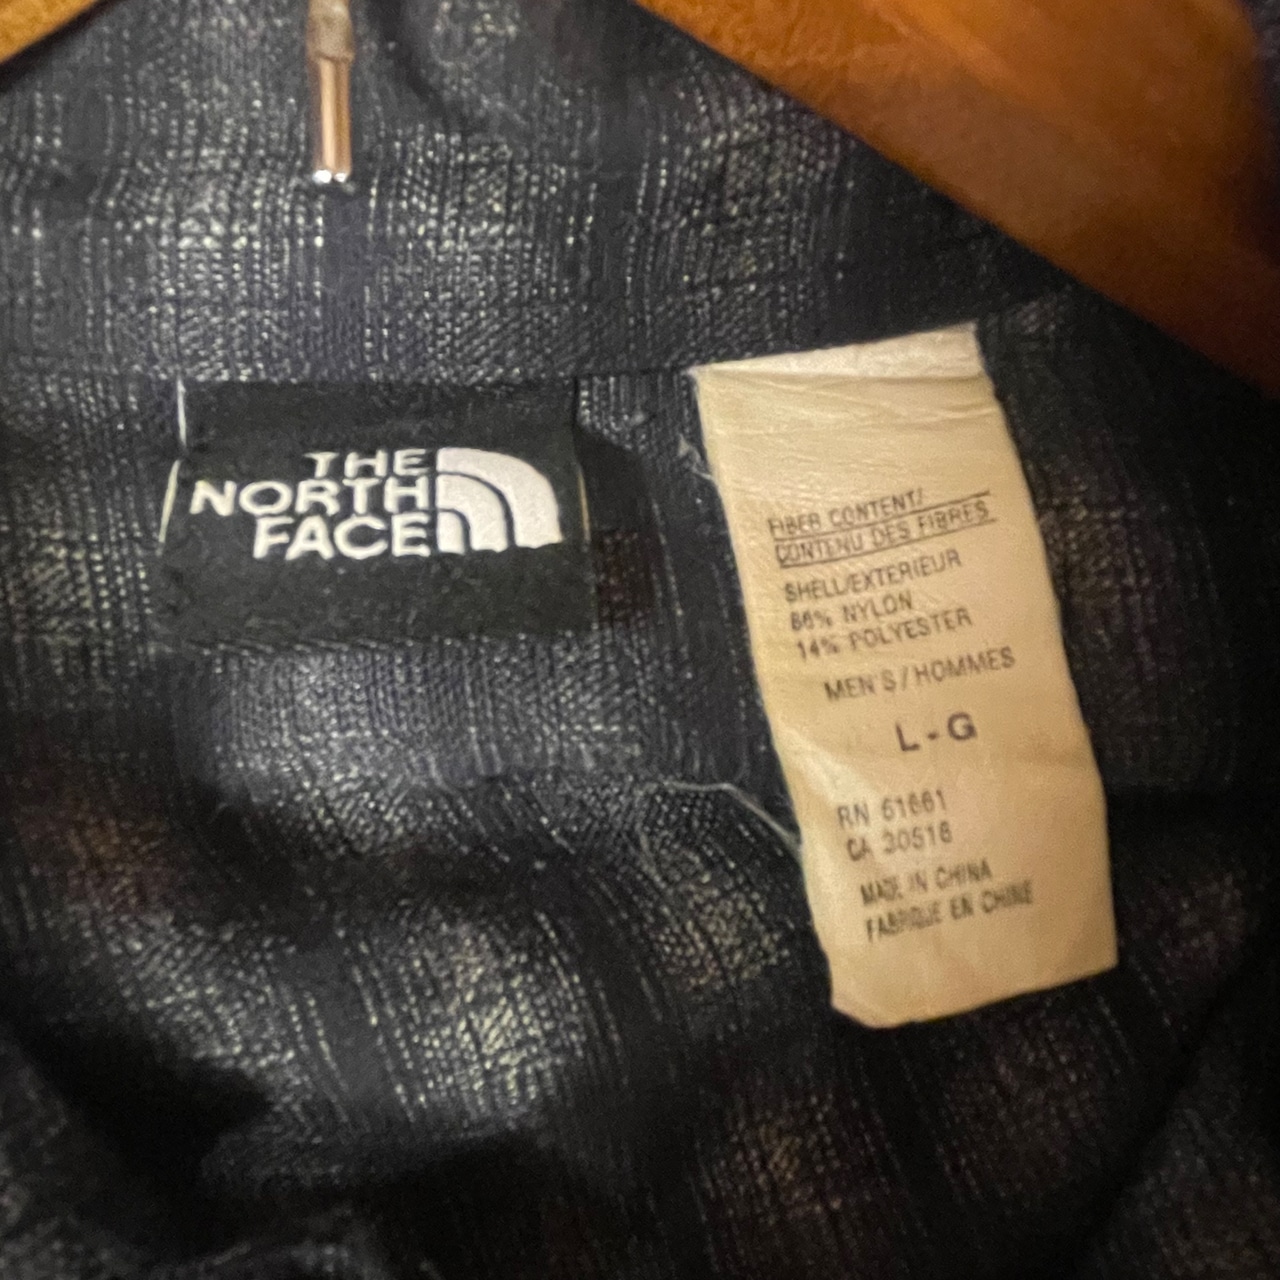 THE
NORTH
FACE
FIBER CONTENT/
CONTENU DES FIBRES
SHELL/EXTERIEUR
86% NYLON
14% POLYESTER
MEN'S / HOMMES
L - G
RN 61661
CA 30516
MADE IN CHINA
FABRIQUE EN CHINE